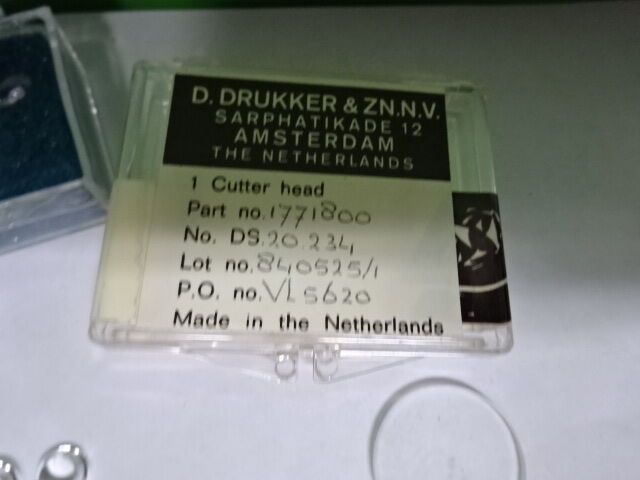 D. DRUKKER & ZN.N.V.
SARPHATIKADE 12
AMSTERDAM
THE NETHERLANDS
1 Cutter head
Part no. 1771800
No. DS. 20.234
Lot no. 840525/1
P.O. no. VL5620
Made in the Netherlands